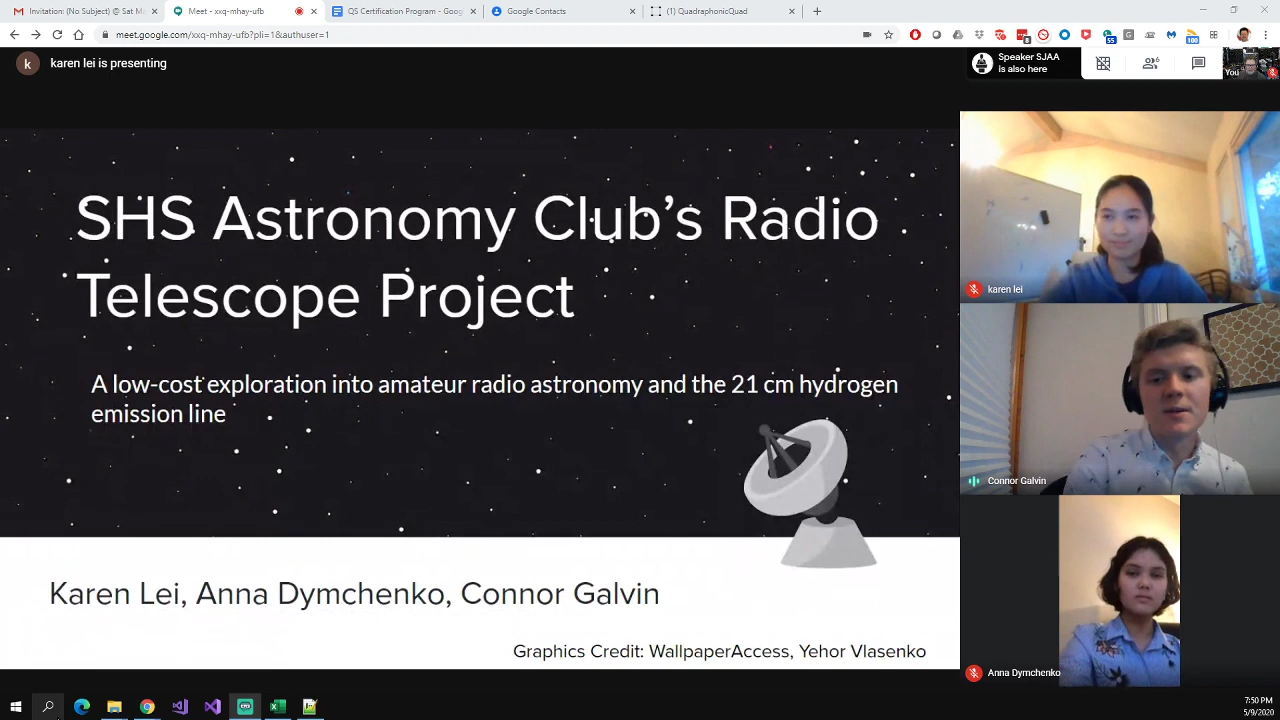 Invitation: (No Subject) @ Sat Ma
Meet - xxq-mhay-ufb
QS Certification Program - Goog
Google Contacts
(1) QuadraphonicQuad
meet.google.com/xxq-mhay-ufb?pli=1&authuser=1
k
karen lei is presenting
Speaker SJAA
is also here
6
You
SHS Astronomy Club's Radio
Telescope Project
A low-cost exploration into amateur radio astronomy and the 21 cm hydrogen
emission line
Karen Lei, Anna Dymchenko, Connor Galvin
Graphics Credit: WallpaperAccess, Yehor Vlasenko
karen lei
Connor Galvin
Anna Dymchenko
7:50 PM
5/9/2020